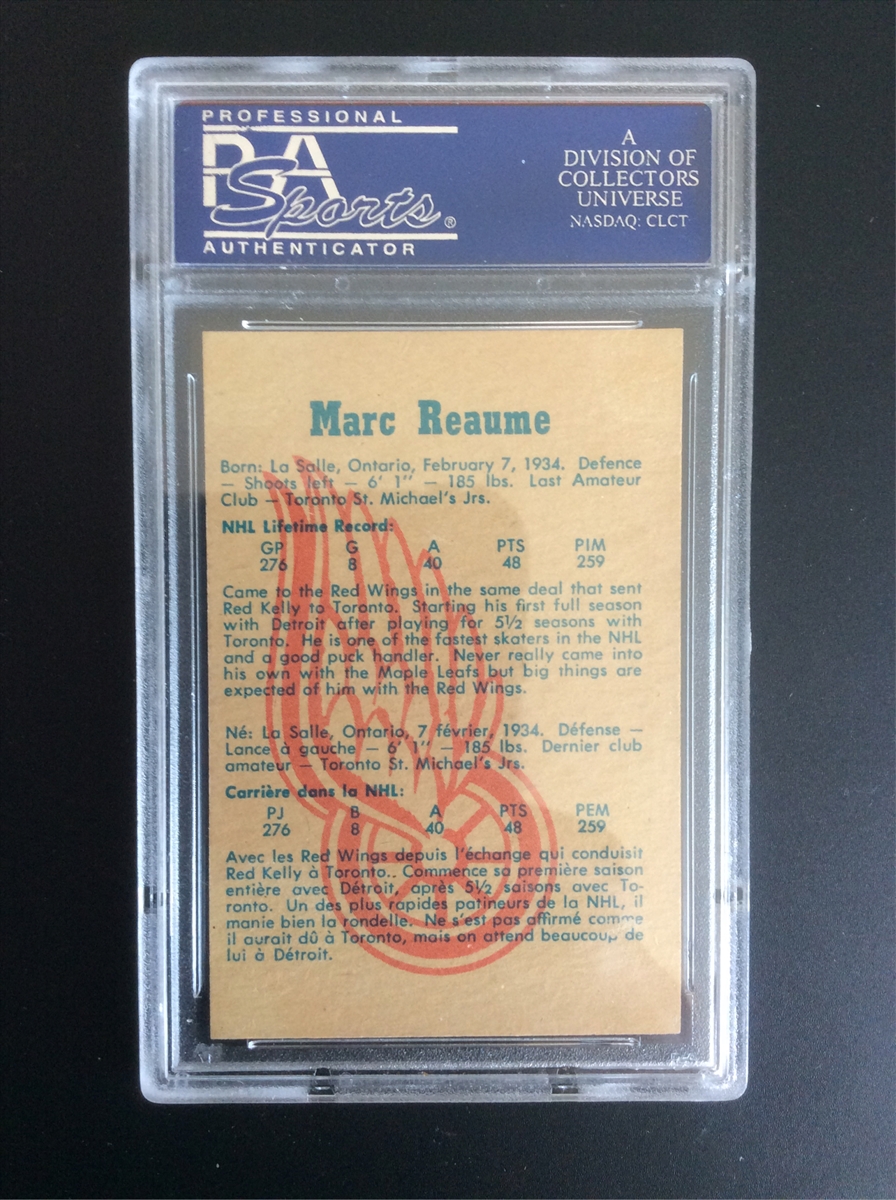 PROFESSIONAL
PSA
Sports®
AUTHENTICATOR
A
DIVISION OF
COLLECTORS
UNIVERSE
NASDAQ: CLCT
Marc Reaume
Born: La Salle, Ontario, February 7, 1934. Defence
— Shoots left — 6' 1" — 185 lbs. Last Amateur
Club — Toronto St. Michael's Jrs.
NHL Lifetime Record:
GP G A PTS PIM
276 8 40 48 259
Came to the Red Wings in the same deal that sent
Red Kelly to Toronto. Starting his first full season
with Detroit after playing for 5½ seasons with
Toronto. He is one of the fastest skaters in the NHL
and a good puck handler. Never really came into
his own with the Maple Leafs but big things are
expected of him with the Red Wings.
Né: La Salle, Ontario, 7 février, 1934. Défense —
Lance à gauche — 6' 1" — 185 lbs. Dernier club
amateur — Toronto St. Michael's Jrs.
Carrière dans la NHL:
PJ B A PTS PEM
276 8 40 48 259
Avec les Red Wings depuis l'échange qui conduisit
Red Kelly à Toronto.. Commence sa première saison
entière avec Détroit, après 5½ saisons avec To-
ronto. Un des plus rapides patineurs de la NHL, il
manie bien la rondelle. Ne s'est pas affirmé comme
il aurait dû à Toronto, mais on attend beaucoup de
lui à Détroit.